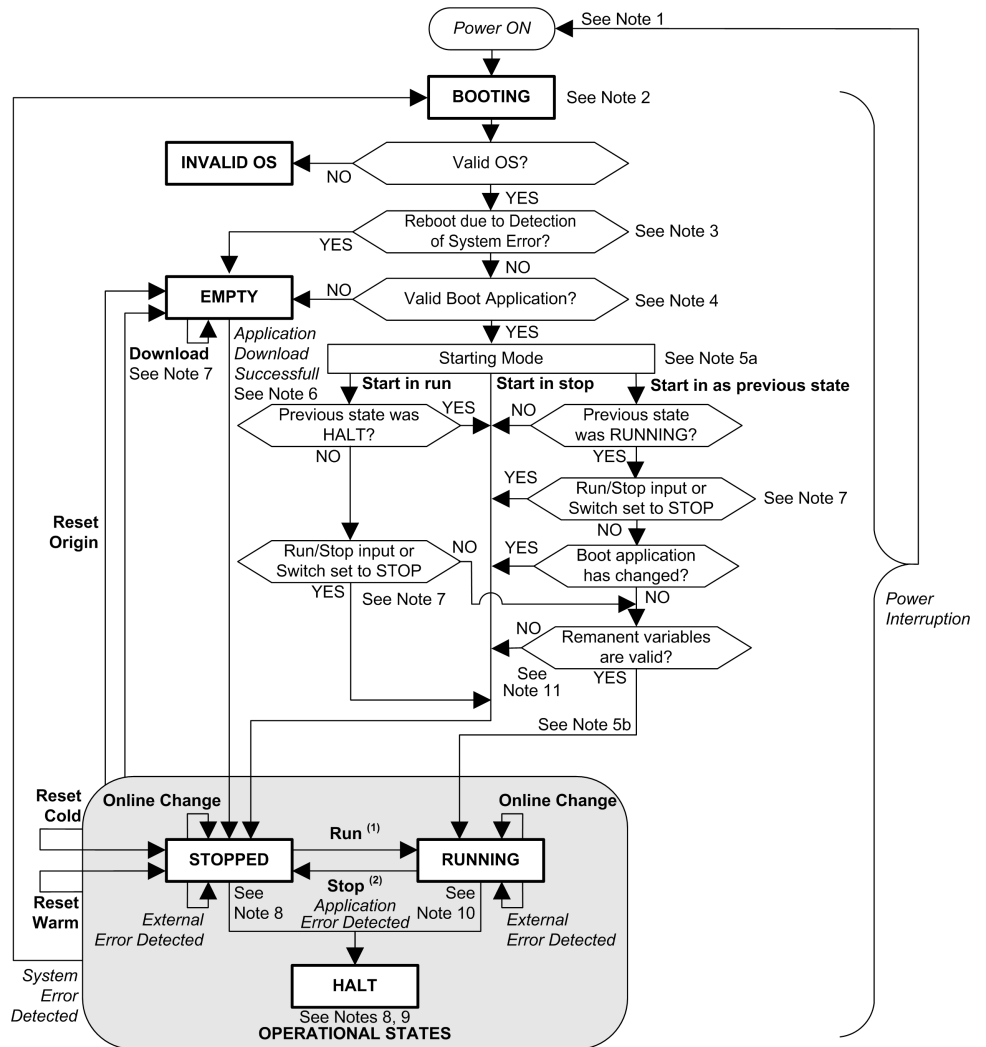 Power ON
See Note 1
BOOTING
See Note 2
INVALID OS
NO
Valid OS?
YES
Reboot due to Detection
of System Error?
See Note 3
YES
NO
EMPTY
NO
Valid Boot Application?
See Note 4
YES
Download
See Note 7
Application
Download
Successfull
See Note 6
Starting Mode
See Note 5a
Start in run
Start in stop
Start in as previous state
Previous state was
HALT?
YES
NO
NO
Previous state
was RUNNING?
YES
YES
Run/Stop input or
Switch set to STOP
See Note 7
NO
Reset
Origin
Run/Stop input or
Switch set to STOP
NO
YES
See Note 7
YES
Boot application
has changed?
NO
Power
Interruption
NO
Remanent variables
are valid?
YES
See
Note 11
See Note 5b
Reset
Cold
Online Change
Online Change
Run (1)
STOPPED
RUNNING
Reset
Warm
Stop (2)
Application
Error Detected
See
Note 8
See
Note 10
External
Error Detected
External
Error Detected
System
Error
Detected
HALT
See Notes 8, 9
OPERATIONAL STATES